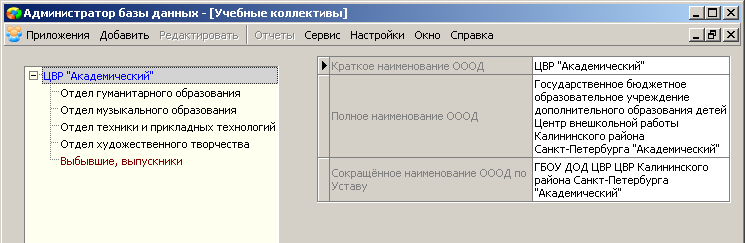 Администратор базы данных - [Учебные коллективы]
Приложения Добавить Редактировать Отчеты Сервис Настройки Окно Справка
ЦВР "Академический"
Отдел гуманитарного образования
Отдел музыкального образования
Отдел техники и прикладных технологий
Отдел художественного творчества
Выбывшие, выпускники
Краткое наименование ОООД
ЦВР "Академический"
Полное наименование ОООД
Государственное бюджетное
образовательное учреждение
дополнительного образования детей
Центр внешкольной работы
Калининского района
Санкт-Петербурга "Академический"
Сокращённое наименование ОООД по
Уставу
ГБОУ ДОД ЦВР ЦВР Калининского
района Санкт-Петербурга
"Академический"